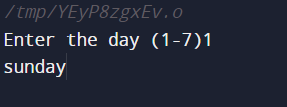 /tmp/YEyP8zgxEv.o
Enter the day (1-7)1
sunday